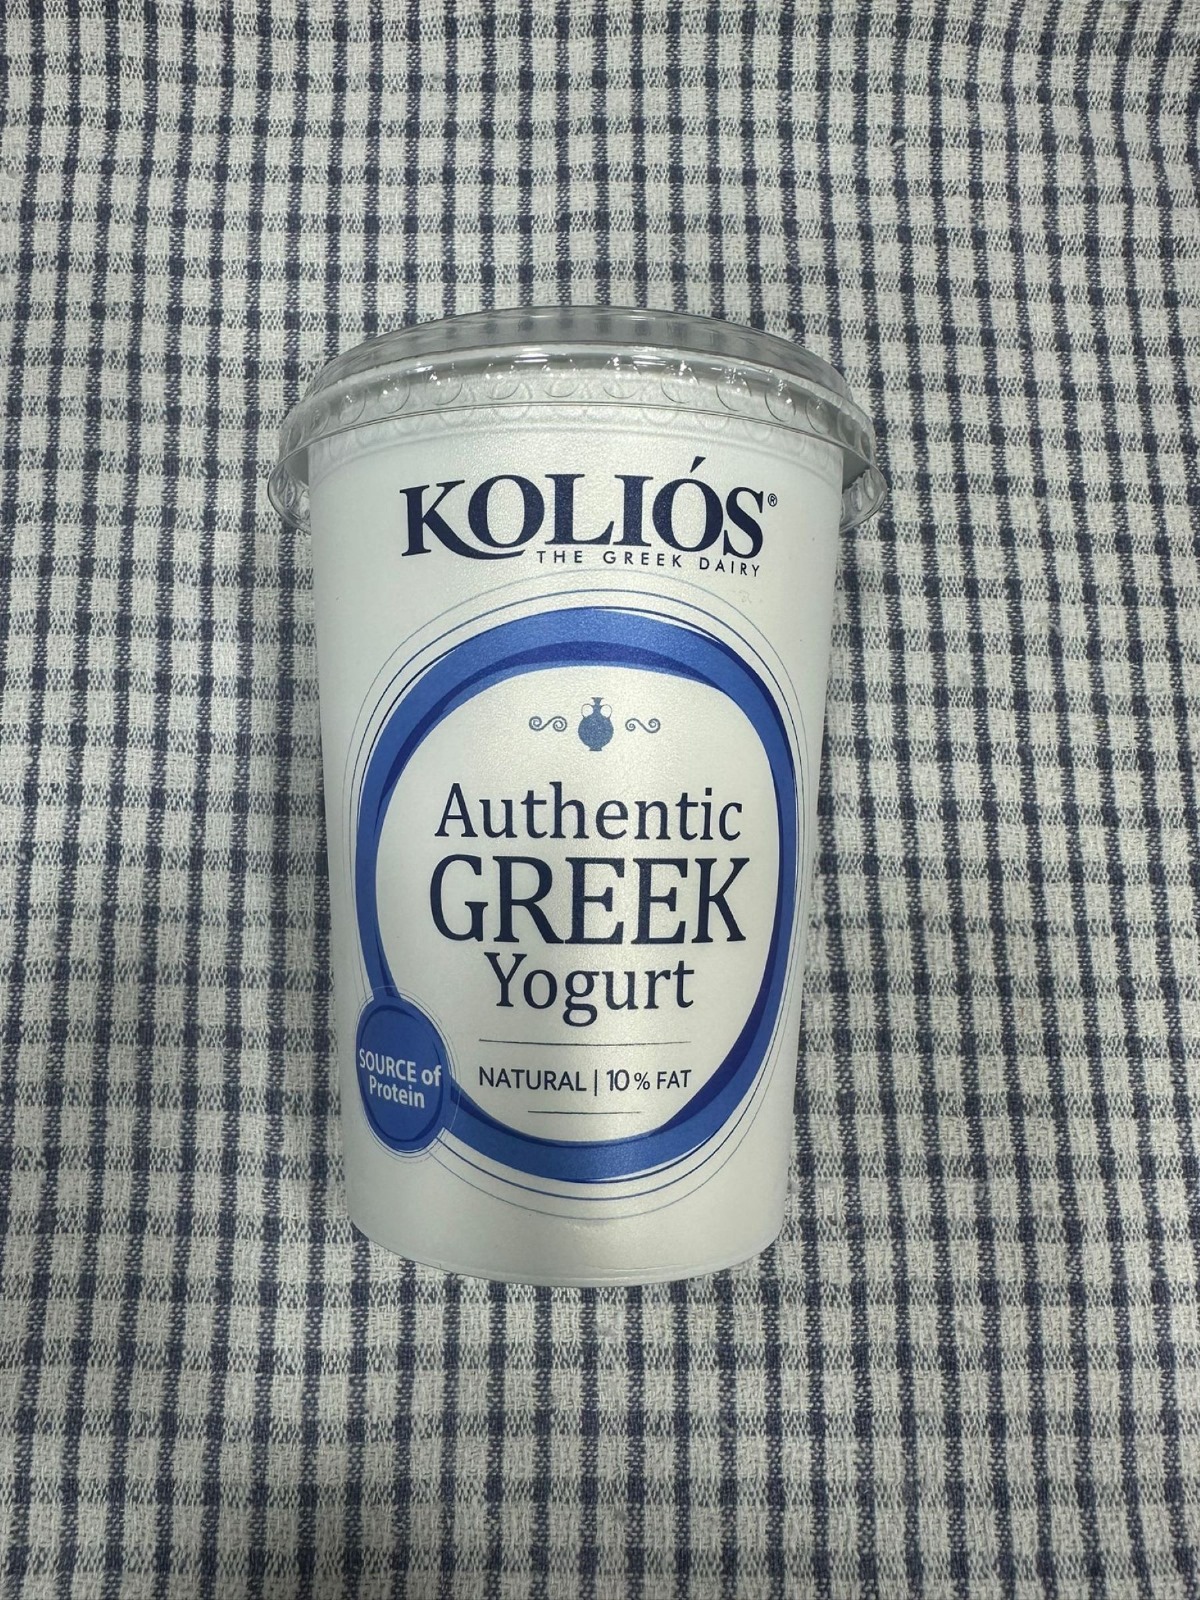 KOLIÓS®
THE GREEK DAIRY
Authentic
GREEK
Yogurt
NATURAL | 10% FAT
SOURCE of
Protein